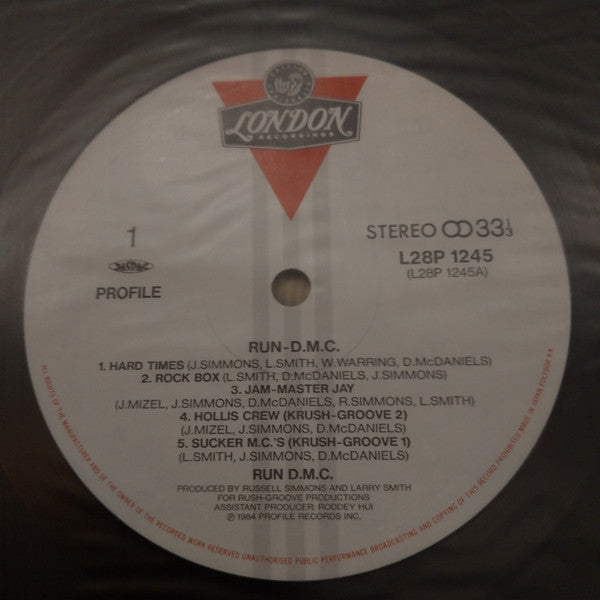 LONDON
RECORDINGS
1
STEREO 33 1/3
L28P 1245
(L28P 1245A)
PROFILE
RUN-D.M.C.
1. HARD TIMES (J.SIMMONS, L.SMITH, W.WARRING, D.McDANIELS)
2. ROCK BOX (L.SMITH, D.McDANIELS, J.SIMMONS)
3. JAM-MASTER JAY
(J.MIZEL, J.SIMMONS, D.McDANIELS, R.SIMMONS, L.SMITH)
4. HOLLIS CREW (KRUSH-GROOVE 2)
(J.MIZEL, J.SIMMONS, D.McDANIELS)
5. SUCKER M.C.'S (KRUSH-GROOVE 1)
(L.SMITH, J.SIMMONS, D.McDANIELS)
RUN D.M.C.
PRODUCED BY RUSSELL SIMMONS AND LARRY SMITH
FOR RUSH-GROOVE PRODUCTIONS
ASSISTANT PRODUCER: RODDEY HUI
℗ 1984 PROFILE RECORDS INC.
ALL RIGHTS OF THE MANUFACTURER AND OF THE OWNER OF THE RECORDED WORK RESERVED UNAUTHORISED PUBLIC PERFORMANCE BROADCASTING AND COPYING OF THIS RECORD PROHIBITED MADE IN JAPAN POLYDOR K.K.